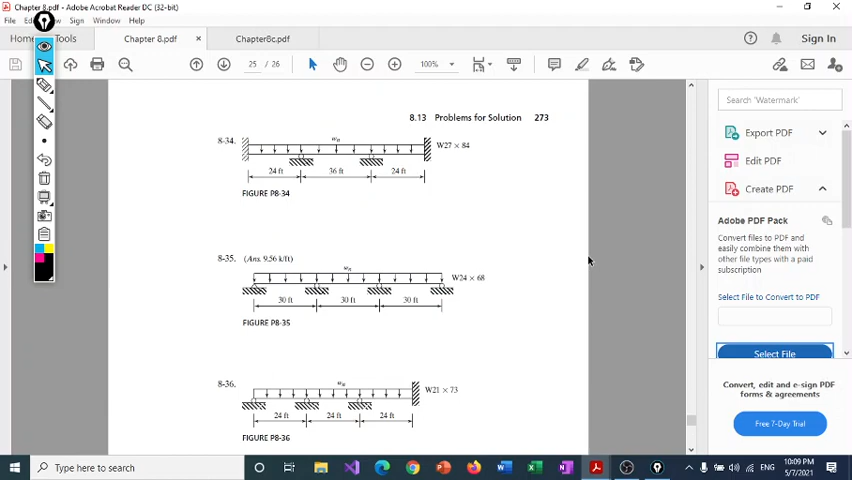 Chapter 8.pdf - Adobe Acrobat Reader DC (32-bit)
File Sign Window Help
Home Tools Chapter 8.pdf × Chapter8c.pdf Sign In
25 / 26 100%
8.13 Problems for Solution 273
8-34. wn W27 × 84
24 ft 36 ft 24 ft
FIGURE P8-34
8-35. (Ans. 9.56 k/ft)
wn W24 × 68
30 ft 30 ft 30 ft
FIGURE P8-35
8-36. wn W21 × 73
24 ft 24 ft 24 ft
FIGURE P8-36
Search 'Watermark'
Export PDF
Edit PDF
Create PDF
Adobe PDF Pack
Convert files to PDF and
easily combine them with
other file types with a paid
subscription
Select File to Convert to PDF
Select File
Convert, edit and e-sign PDF
forms & agreements
Free 7-Day Trial
Type here to search
ENG
10:09 PM
5/7/2021